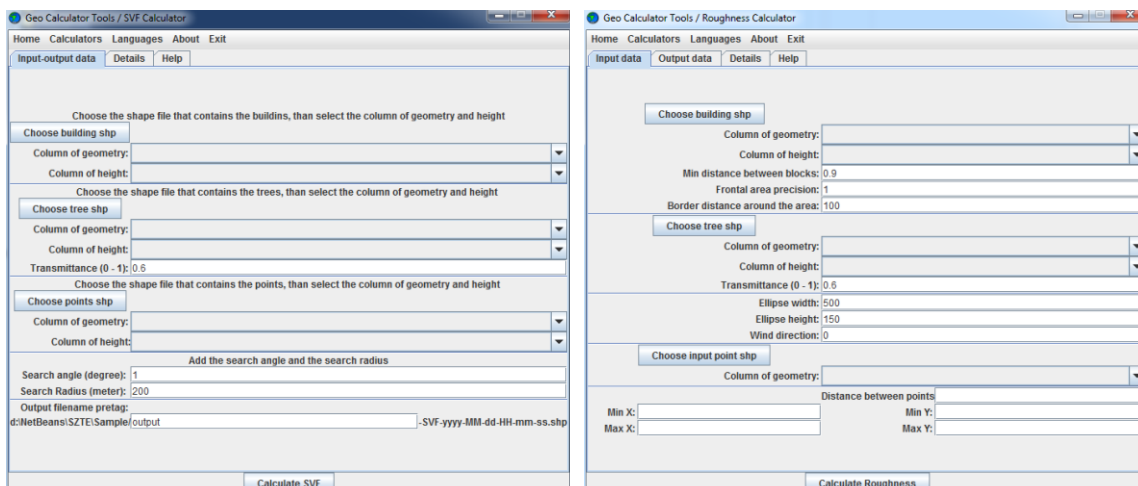 Geo Calculator Tools / SVF Calculator
Home Calculators Languages About Exit
Input-output data Details Help
Choose the shape file that contains the buildins, than select the column of geometry and height
Choose building shp
Column of geometry:
Column of height:
Choose the shape file that contains the trees, than select the column of geometry and height
Choose tree shp
Column of geometry:
Column of height:
Transmittance (0 - 1): 0.6
Choose the shape file that contains the points, than select the column of geometry and height
Choose points shp
Column of geometry:
Column of height:
Add the search angle and the search radius
Search angle (degree): 1
Search Radius (meter): 200
Output filename pretag:
d:\NetBeans\SZTE\Sample/ output -SVF-yyyy-MM-dd-HH-mm-ss.shp
Calculate SVF
Geo Calculator Tools / Roughness Calculator
Home Calculators Languages About Exit
Input data Output data Details Help
Choose building shp
Column of geometry:
Column of height:
Min distance between blocks: 0.9
Frontal area precision: 1
Border distance around the area: 100
Choose tree shp
Column of geometry:
Column of height:
Transmittance (0 - 1): 0.6
Ellipse width: 500
Ellipse height: 150
Wind direction: 0
Choose input point shp
Column of geometry:
Distance between points
Min X: Min Y:
Max X: Max Y:
Calculate Roughness